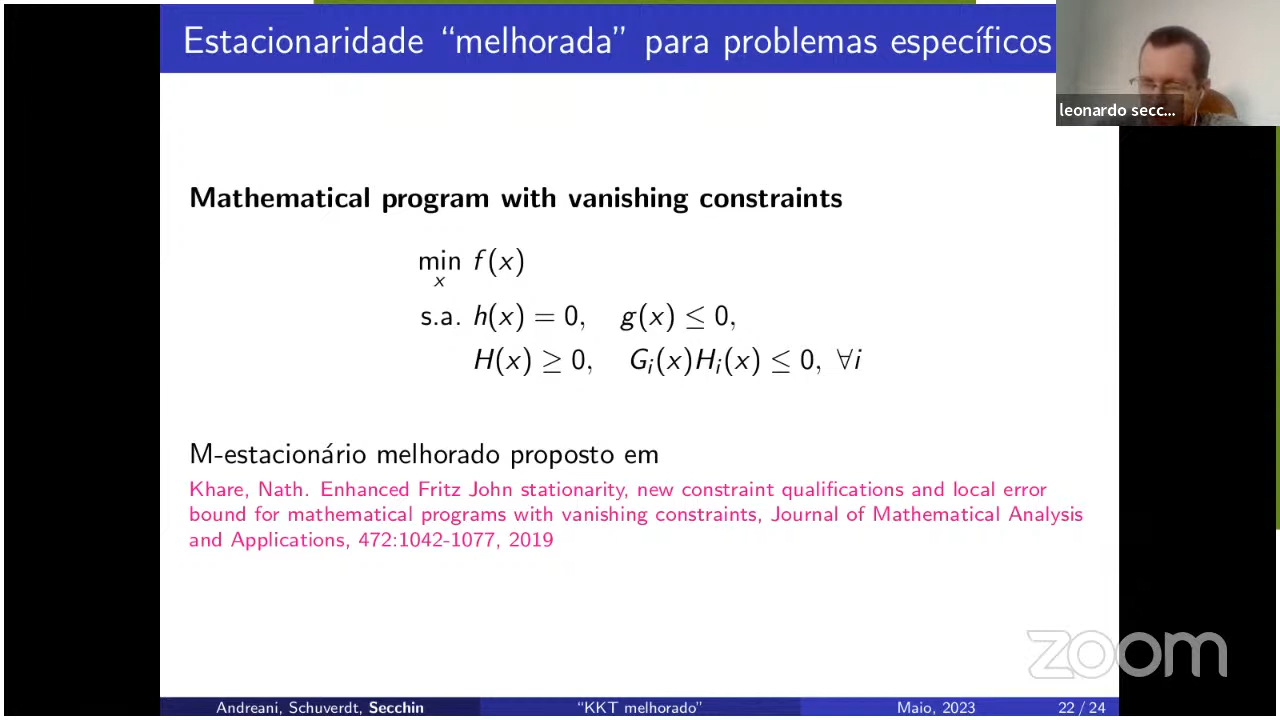 Estacionaridade “melhorada” para problemas específicos
leonardo secc...
Mathematical program with vanishing constraints
min f(x)
x
s.a. h(x) = 0, g(x) ≤ 0,
H(x) ≥ 0, Gᵢ(x)Hᵢ(x) ≤ 0, ∀i
M-estacionário melhorado proposto em
Khare, Nath. Enhanced Fritz John stationarity, new constraint qualifications and local error
bound for mathematical programs with vanishing constraints, Journal of Mathematical Analysis
and Applications, 472:1042-1077, 2019
zoom
Andreani, Schuverdt, Secchin “KKT melhorado” Maio, 2023 22 / 24